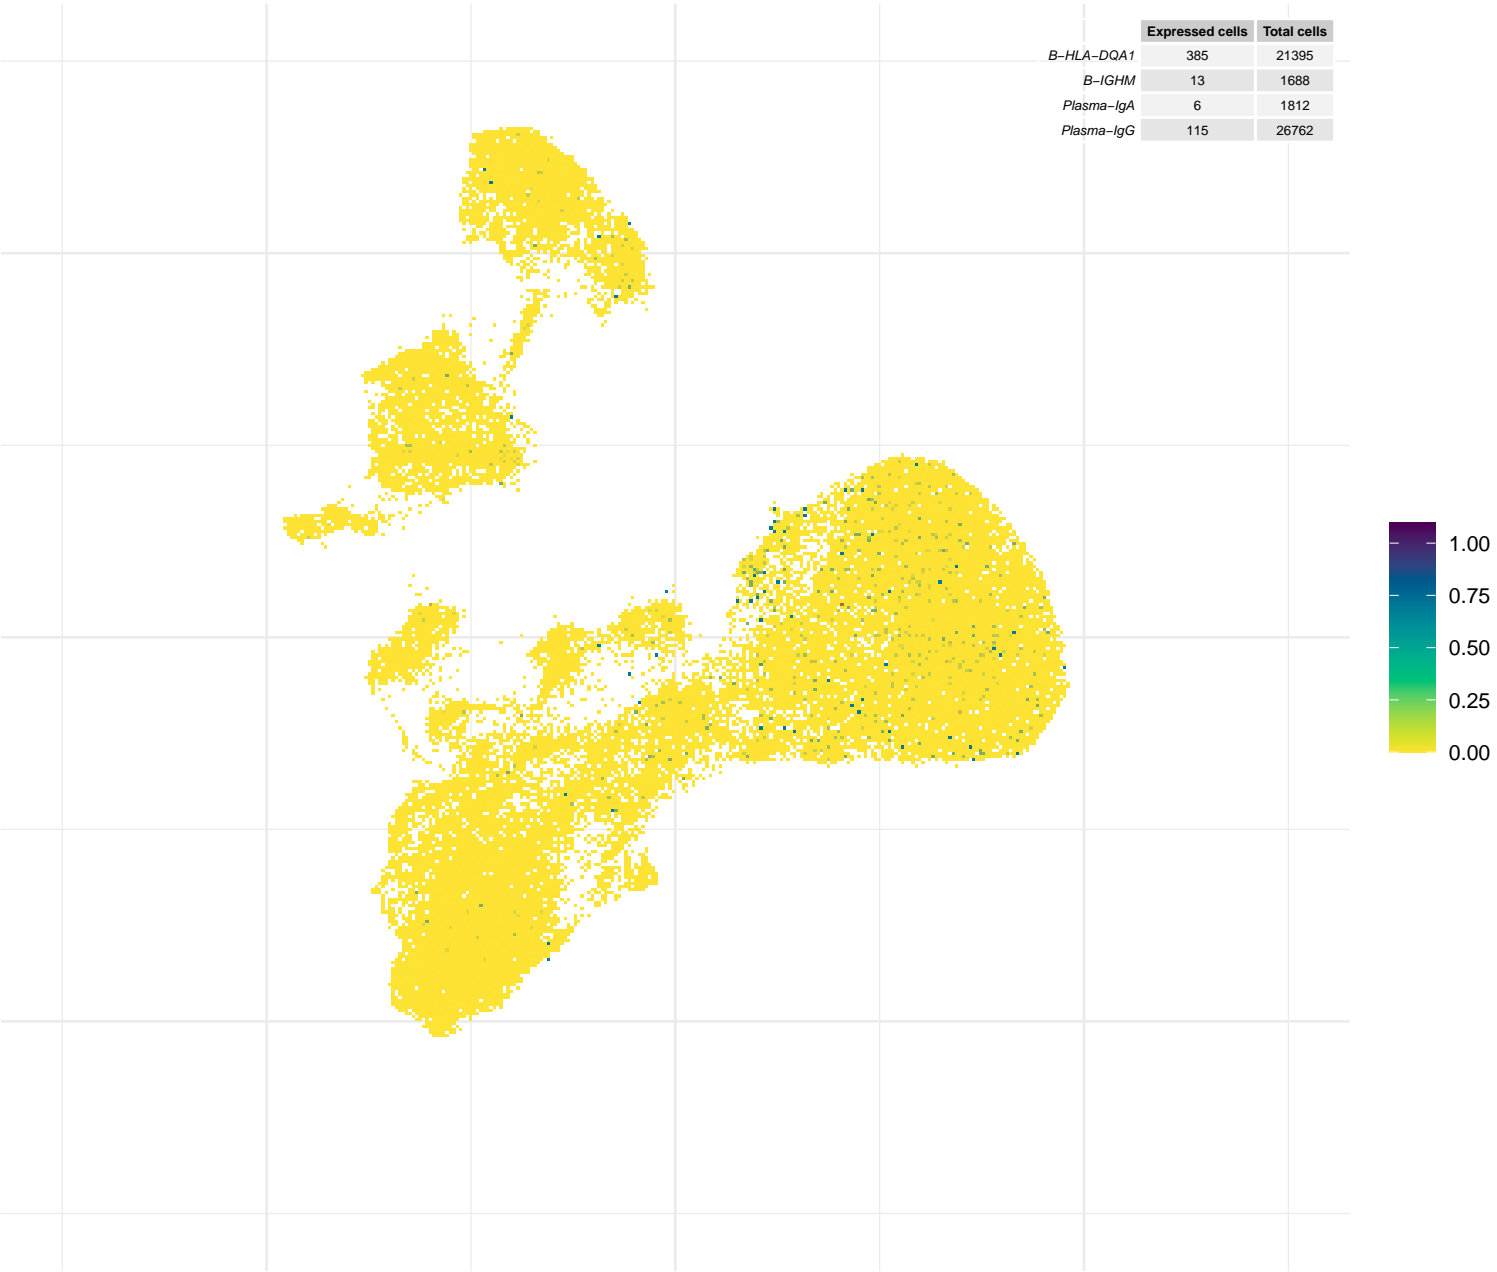 Expressed cells Total cells
B−HLA−DQA1 385 21395
B−IGHM 13 1688
Plasma−IgA 6 1812
Plasma−IgG 115 26762
1.00
0.75
0.50
0.25
0.00